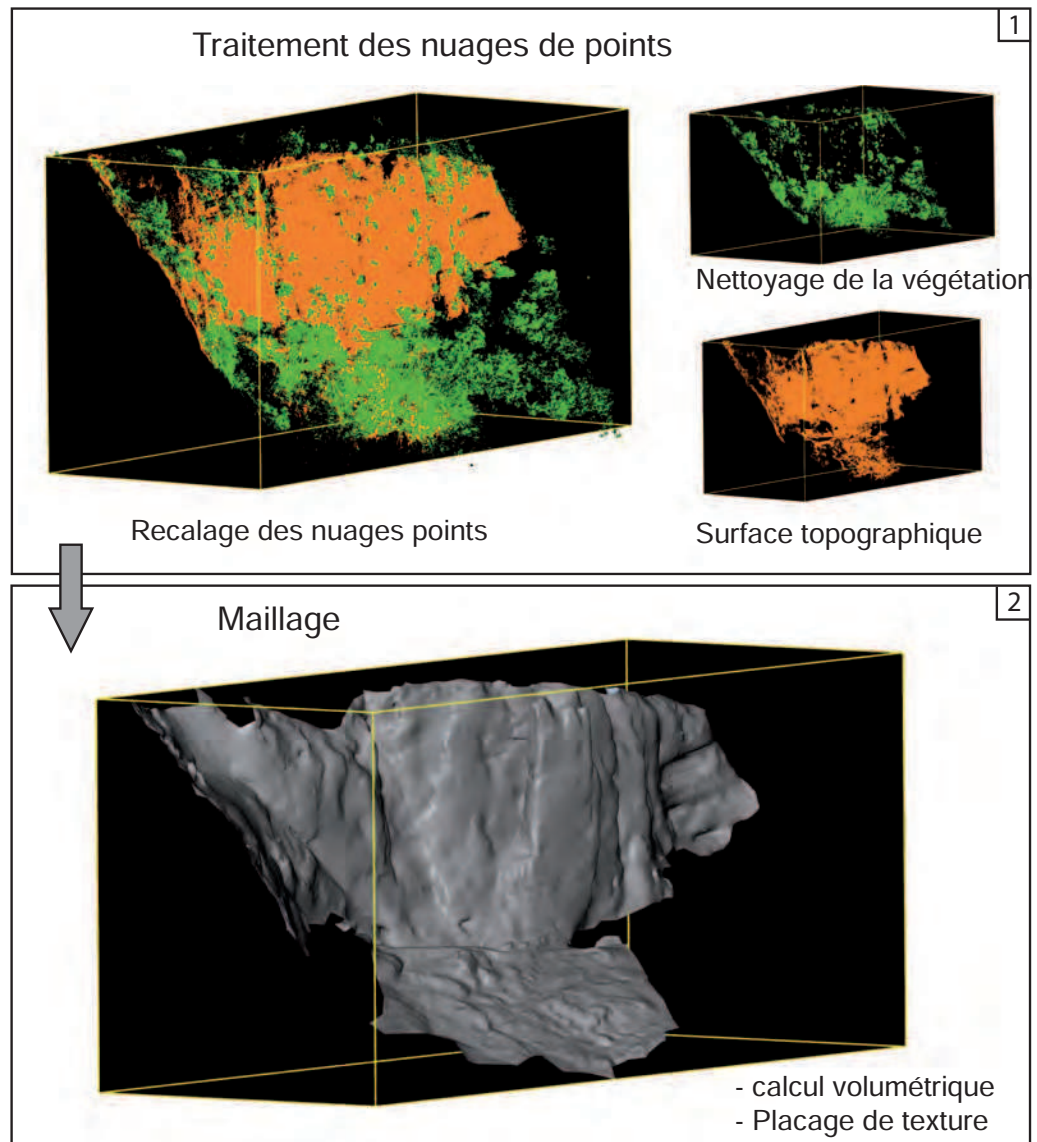 1
Traitement des nuages de points
Nettoyage de la végétation
Recalage des nuages points
Surface topographique
2
Maillage
- calcul volumétrique
- Placage de texture